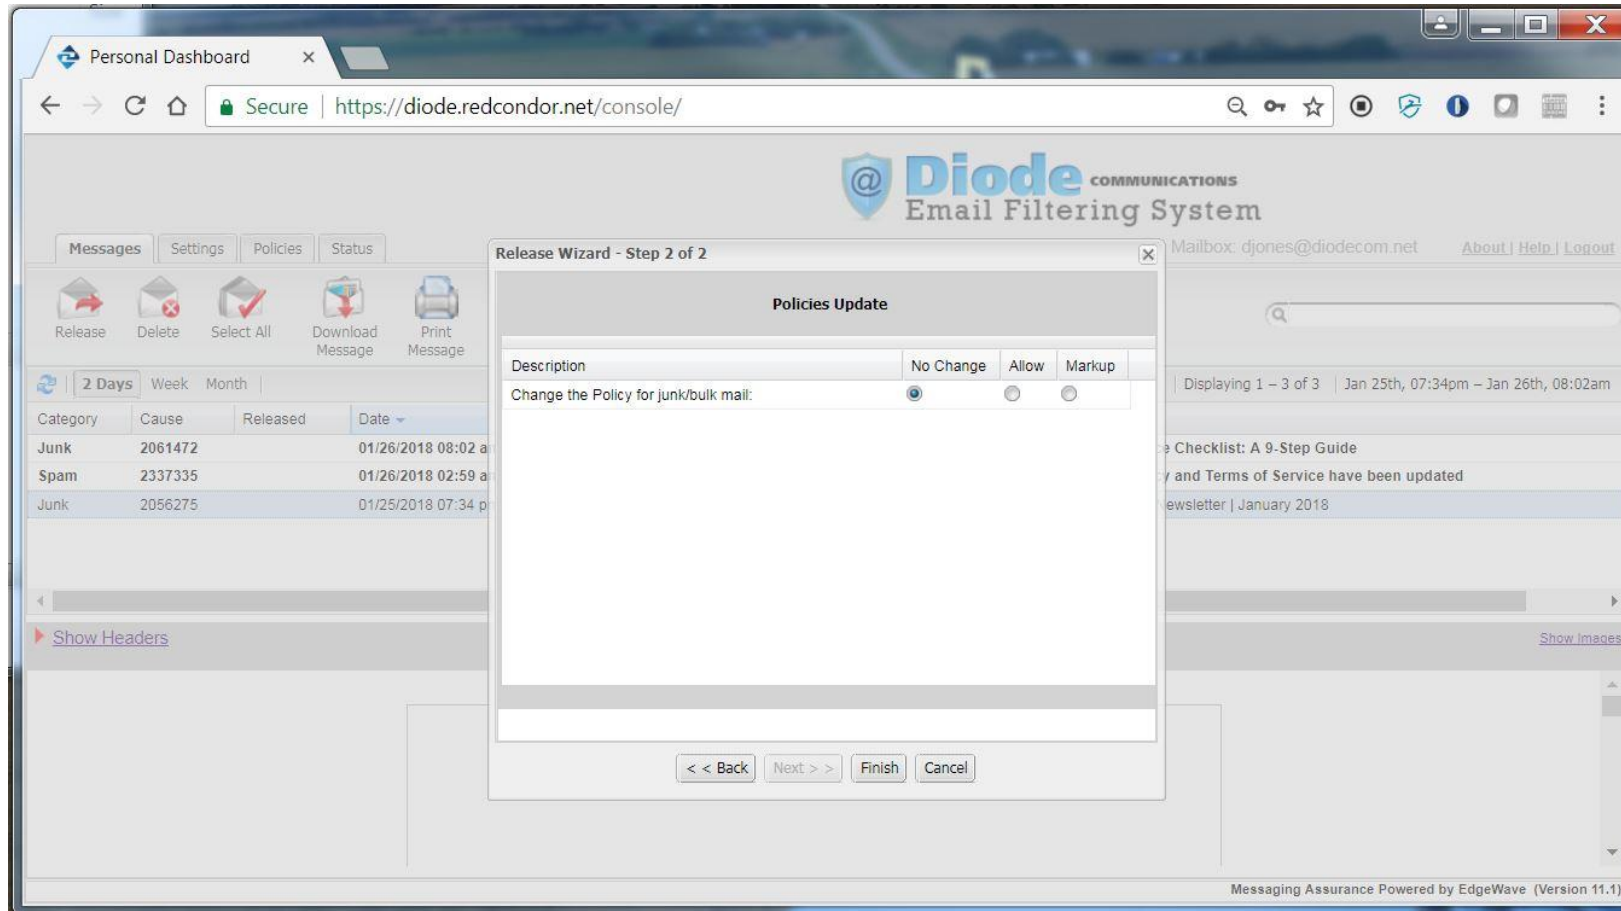 Personal Dashboard
Secure | https://diode.redcondor.net/console/
Diode COMMUNICATIONS
Email Filtering System
Messages Settings Policies Status
Mailbox: djones@diodecom.net About | Help | Logout
Release Delete Select All Download Message Print Message
2 Days Week Month
Displaying 1 – 3 of 3 Jan 25th, 07:34pm – Jan 26th, 08:02am
Category Cause Released Date
Junk 2061472 01/26/2018 08:02 Checklist: A 9-Step Guide
Spam 2337335 01/26/2018 02:59 and Terms of Service have been updated
Junk 2056275 01/25/2018 07:34 ewsletter | January 2018
Release Wizard - Step 2 of 2
Policies Update
Description No Change Allow Markup
Change the Policy for junk/bulk mail:
< < Back Next > > Finish Cancel
Show Headers
Show Images
Messaging Assurance Powered by EdgeWave (Version 11.1)